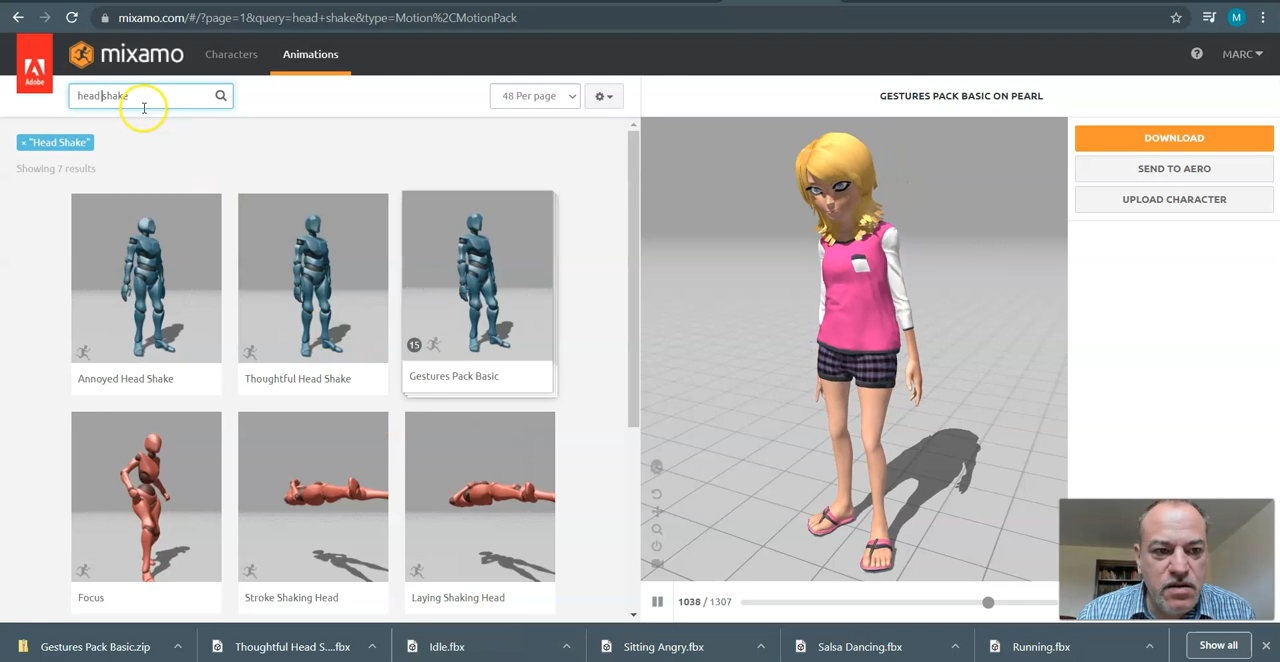 mixamo.com/#/?page=1&query=head+shake&type=Motion%2CMotionPack
M
Adobe
mixamo
Characters
Animations
MARC
head shake
48 Per page
GESTURES PACK BASIC ON PEARL
× "Head Shake"
Showing 7 results
DOWNLOAD
SEND TO AERO
UPLOAD CHARACTER
15
Annoyed Head Shake
Thoughtful Head Shake
Gestures Pack Basic
Focus
Stroke Shaking Head
Laying Shaking Head
1038 / 1307
Gestures Pack Basic.zip
Thoughtful Head S....fbx
Idle.fbx
Sitting Angry.fbx
Salsa Dancing.fbx
Running.fbx
Show all